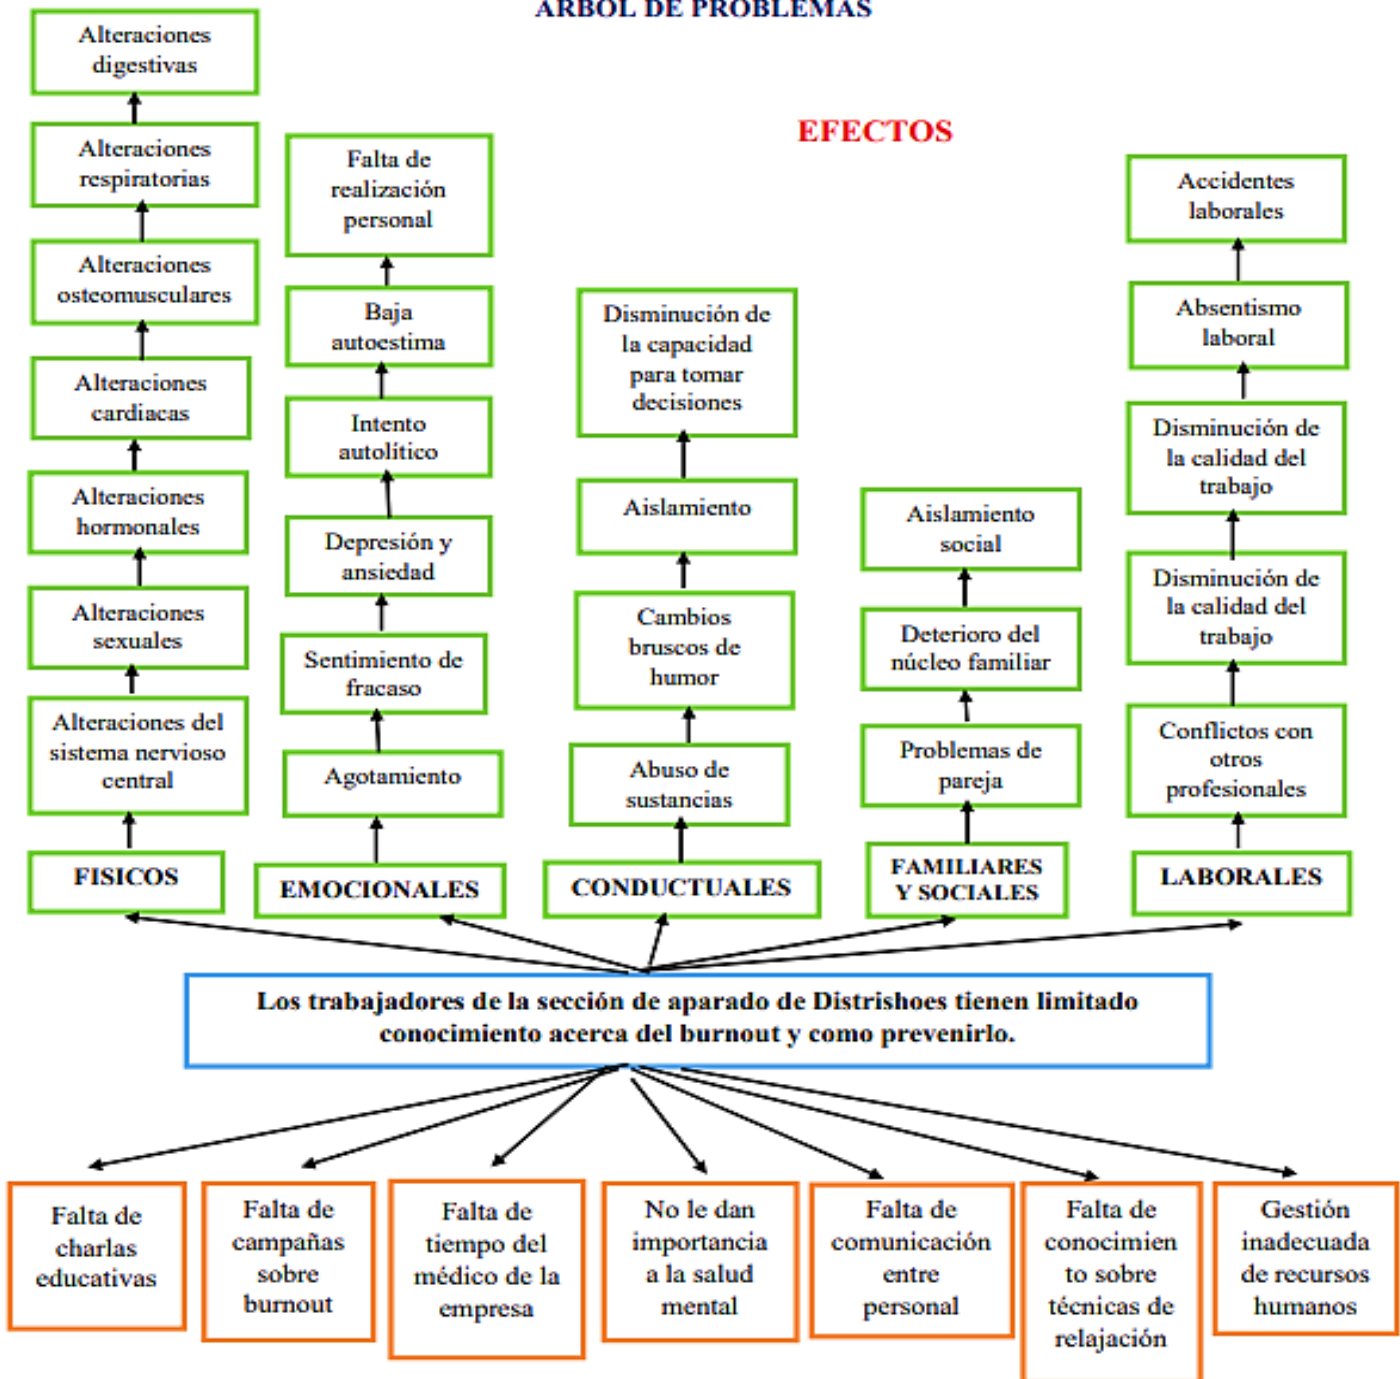 ARBOL DE PROBLEMAS
EFECTOS
Alteraciones
digestivas
Alteraciones
respiratorias
Alteraciones
osteomusculares
Alteraciones
cardiacas
Alteraciones
hormonales
Alteraciones
sexuales
Alteraciones del
sistema nervioso
central
FISICOS
Falta de
realización
personal
Baja
autoestima
Intento
autolítico
Depresión y
ansiedad
Sentimiento de
fracaso
Agotamiento
EMOCIONALES
Disminución de
la capacidad
para tomar
decisiones
Aislamiento
Cambios
bruscos de
humor
Abuso de
sustancias
CONDUCTUALES
Aislamiento
social
Deterioro del
núcleo familiar
Problemas de
pareja
FAMILIARES
Y SOCIALES
Accidentes
laborales
Absentismo
laboral
Disminución de
la calidad del
trabajo
Disminución de
la calidad del
trabajo
Conflictos con
otros
profesionales
LABORALES
Los trabajadores de la sección de aparado de Distrishoes tienen limitado
conocimiento acerca del burnout y como prevenirlo.
Falta de
charlas
educativas
Falta de
campañas
sobre
burnout
Falta de
tiempo del
médico de la
empresa
No le dan
importancia
a la salud
mental
Falta de
comunicación
entre
personal
Falta de
conocimien
to sobre
técnicas de
relajación
Gestión
inadecuada
de recursos
humanos